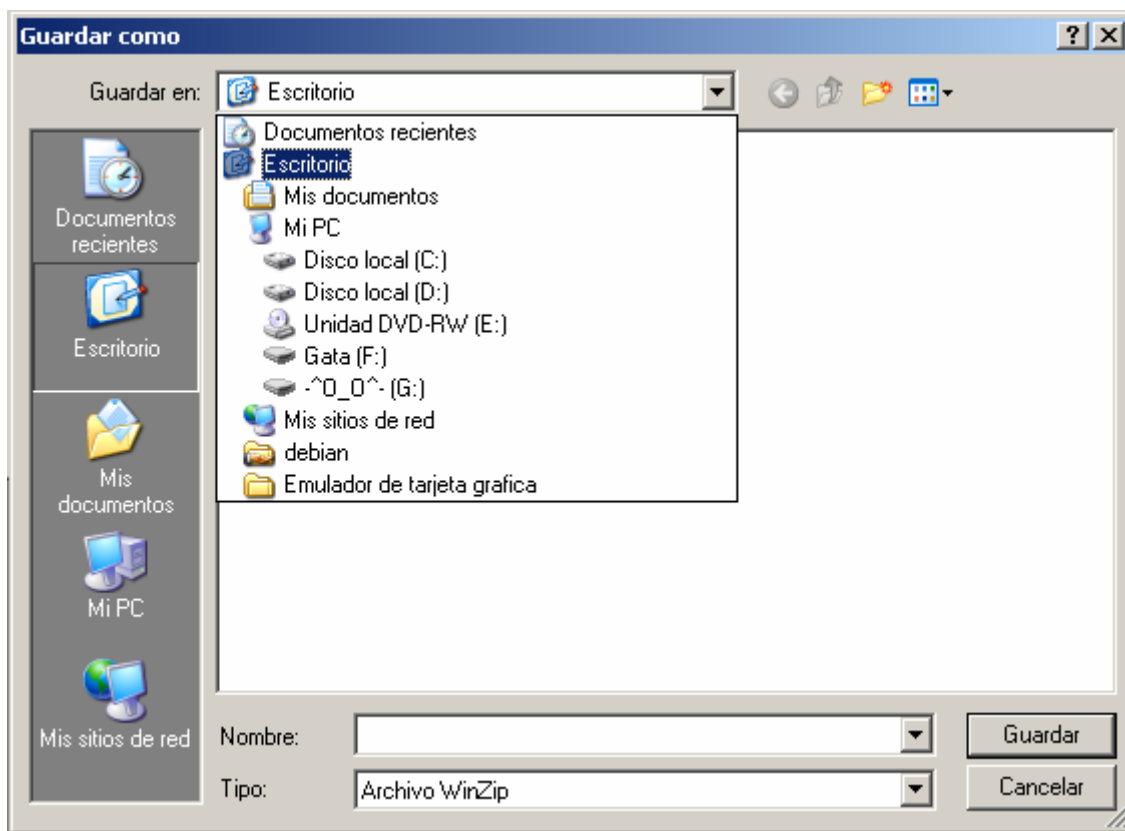 Guardar como
Guardar en:
Escritorio
Documentos recientes
Escritorio
Mis documentos
Mi PC
Disco local (C:)
Disco local (D:)
Unidad DVD-RW (E:)
Gata (F:)
-^O_O^- (G:)
Mis sitios de red
debian
Emulador de tarjeta grafica
Documentos
recientes
Escritorio
Mis
documentos
Mi PC
Mis sitios de red
Nombre:
Guardar
Tipo:
Archivo WinZip
Cancelar